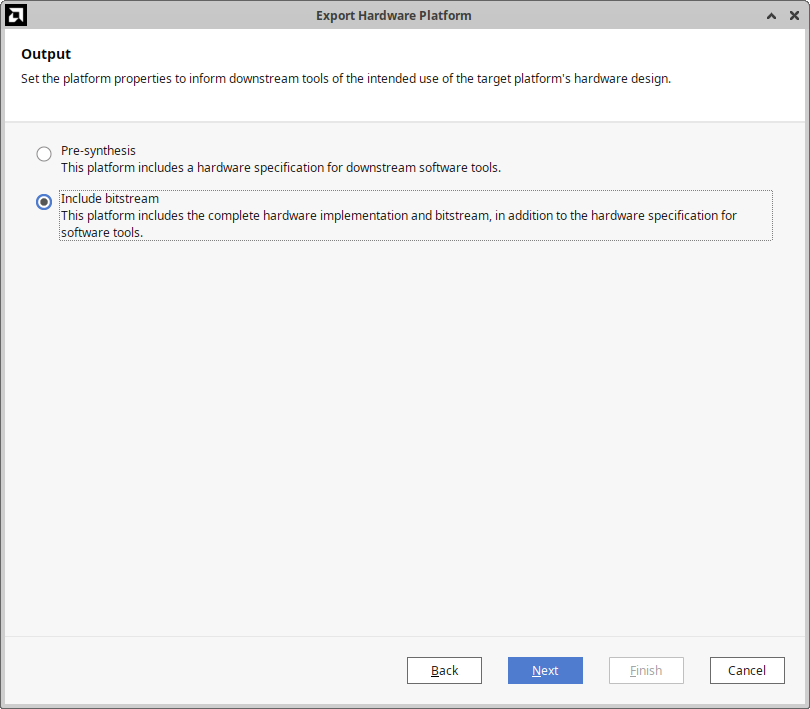 Export Hardware Platform
Output
Set the platform properties to inform downstream tools of the intended use of the target platform's hardware design.
Pre-synthesis
This platform includes a hardware specification for downstream software tools.
Include bitstream
This platform includes the complete hardware implementation and bitstream, in addition to the hardware specification for
software tools.
Back
Next
Finish
Cancel